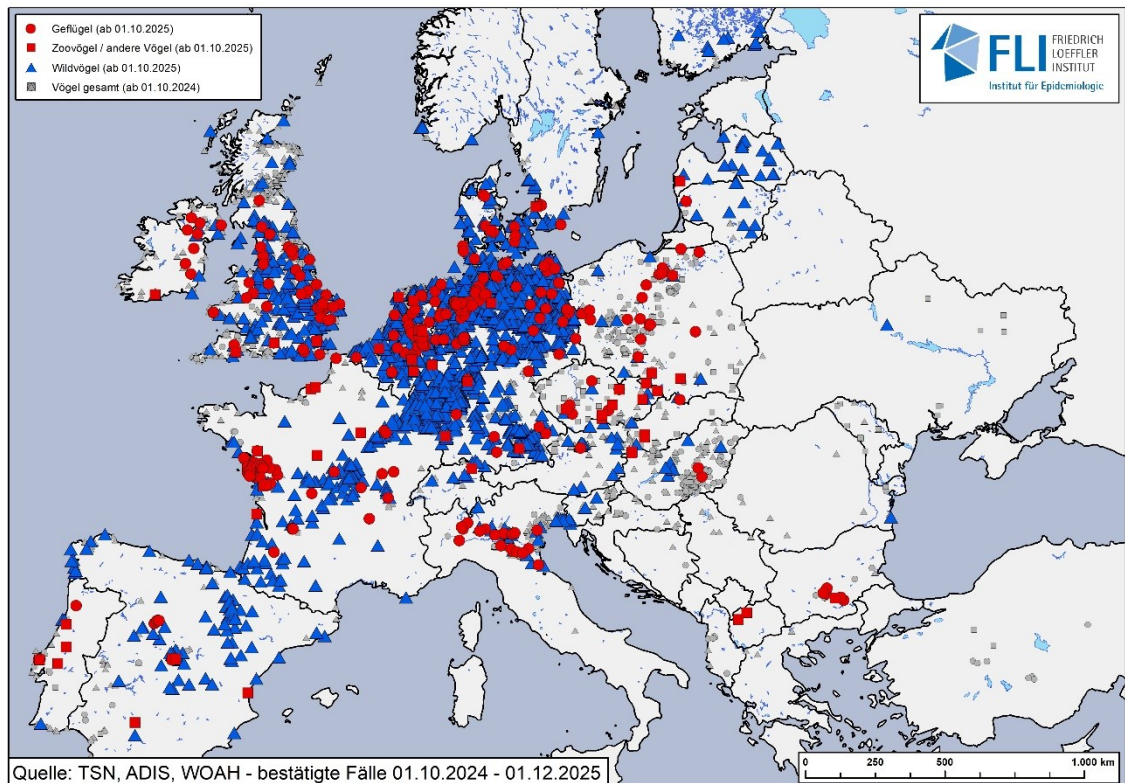 Geflügel (ab 01.10.2025)
Zoovögel / andere Vögel (ab 01.10.2025)
Wildvögel (ab 01.10.2025)
Vögel gesamt (ab 01.10.2024)
FLI
FRIEDRICH
LOEFFLER
INSTITUT
Institut für Epidemiologie
Quelle: TSN, ADIS, WOAH - bestätigte Fälle 01.10.2024 - 01.12.2025
0 250 500 1.000 km